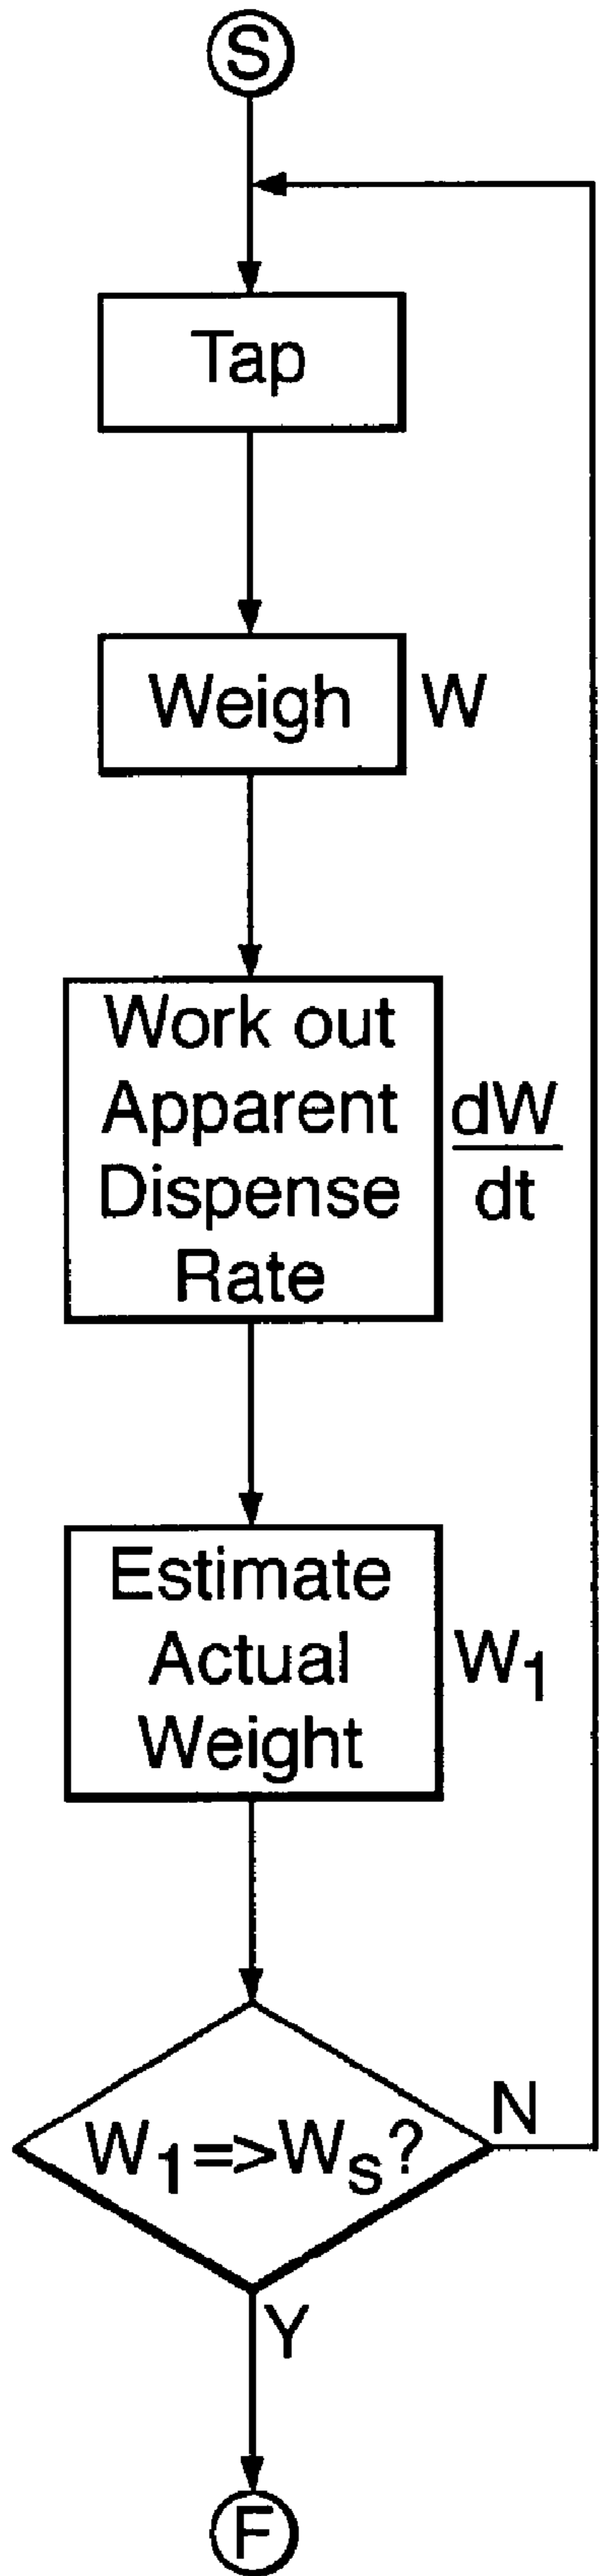 S
Tap
Weigh W
Work out
Apparent
Dispense
Rate
dW
dt
Estimate
Actual
Weight
W₁
W₁=>Wₛ?
N
Y
F